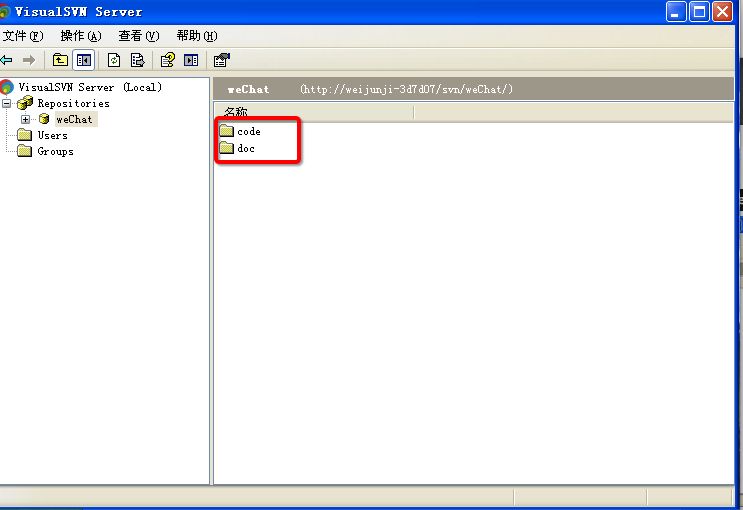 VisualSVN Server
文件(F) 操作(A) 查看(V) 帮助(H)
VisualSVN Server (Local)
Repositories
weChat
Users
Groups
weChat (http://weijunji-3d7d07/svn/weChat/)
名称
code
doc